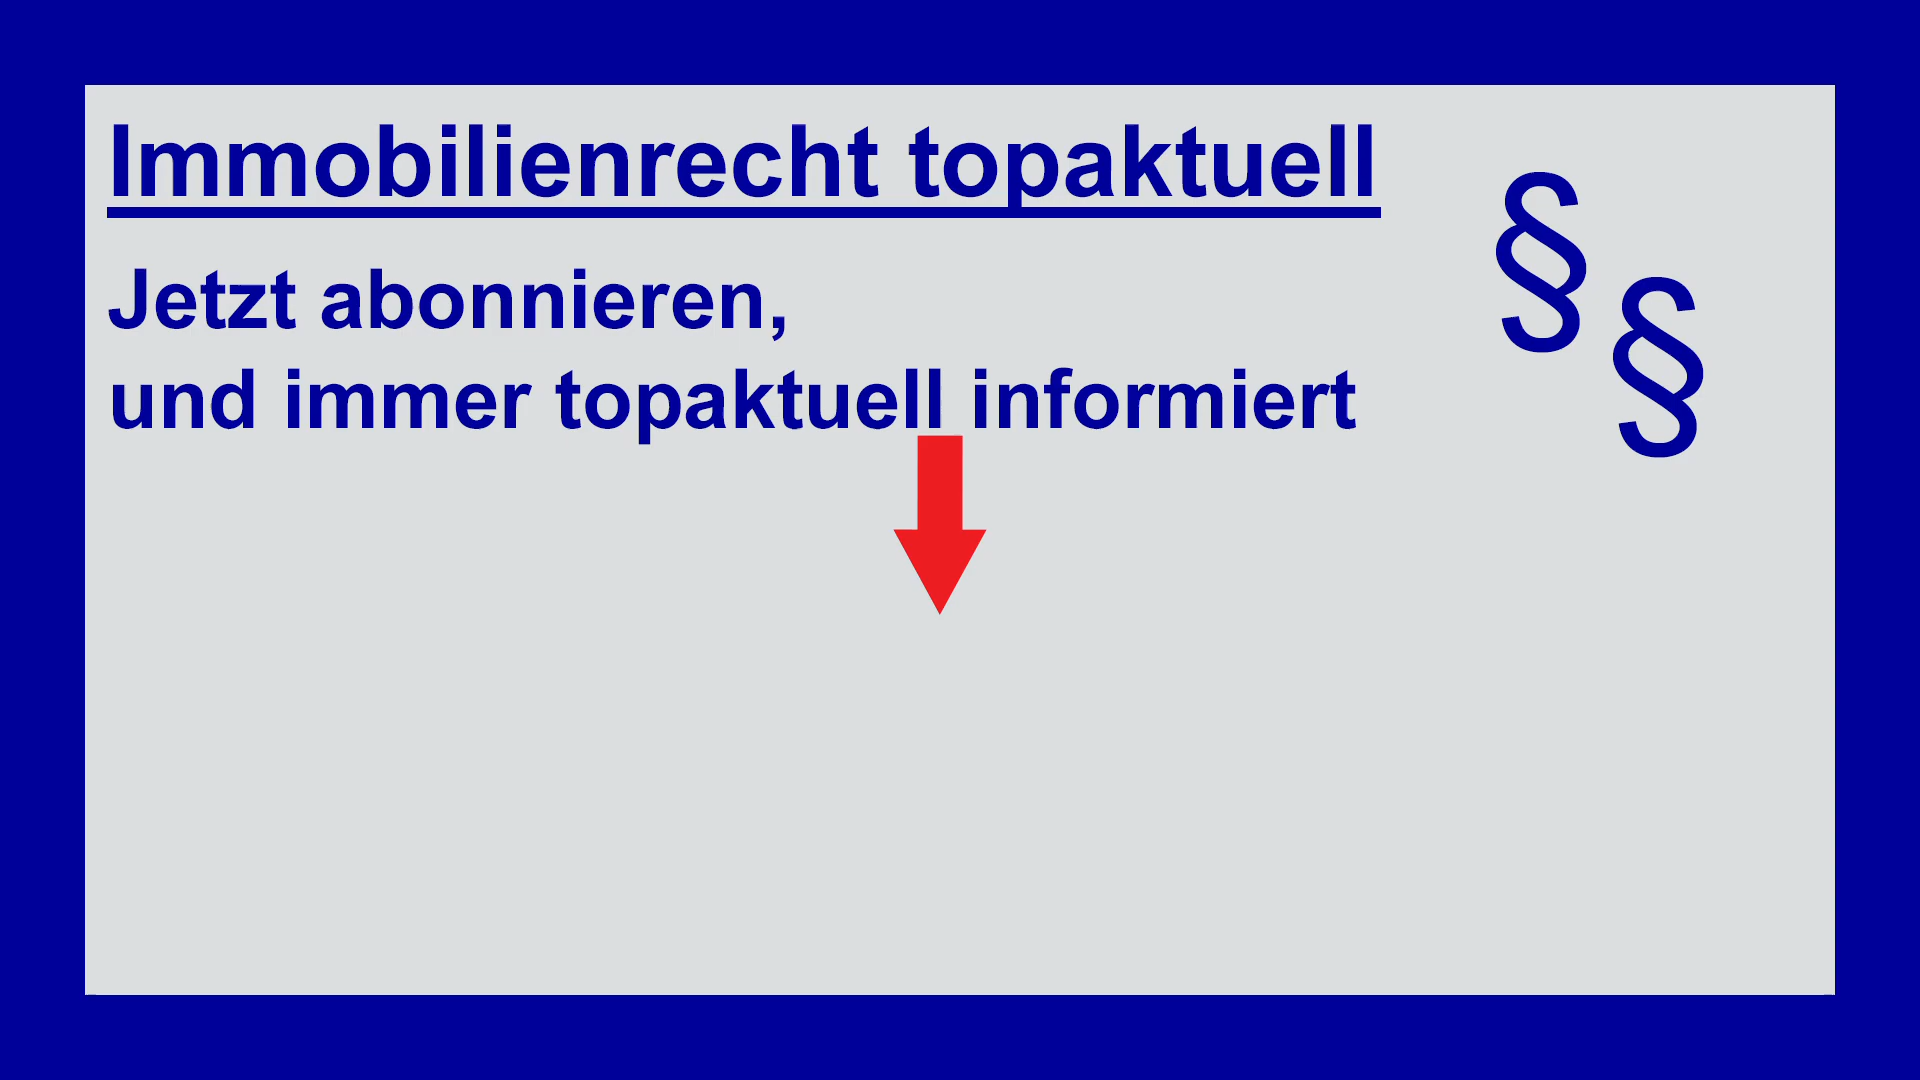 Immobilienrecht topaktuell
Jetzt abonnieren,
und immer topaktuell informiert
§
§